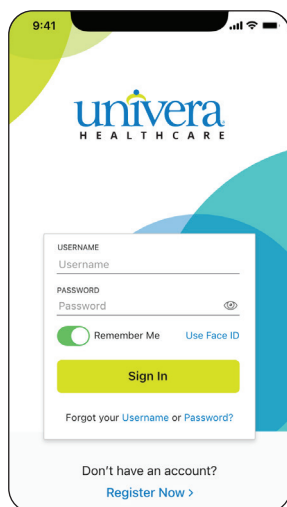 9:41
univera
HEALTHCARE
USERNAME
Username
PASSWORD
Password
Remember Me Use Face ID
Sign In
Forgot your Username or Password?
Don't have an account?
Register Now >